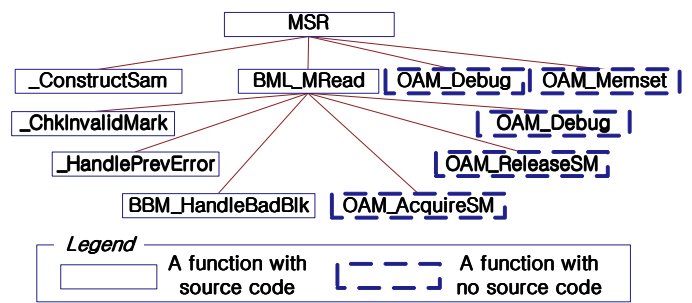 MSR
_ConstructSam
BML_MRead
OAM_Debug
OAM_Memset
_ChkInvalidMark
OAM_Debug
_HandlePrevError
OAM_ReleaseSM
BBM_HandleBadBlk
OAM_AcquireSM
Legend
A function with
source code
A function with
no source code